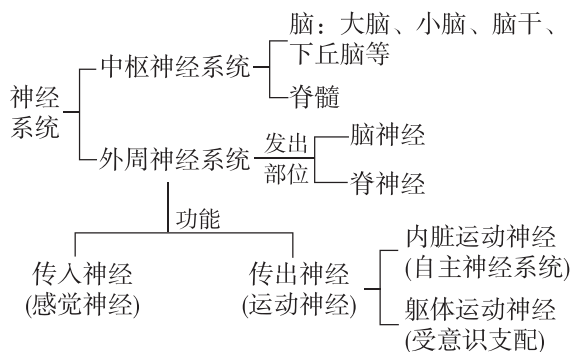 脑：大脑、小脑、脑干、
下丘脑等
中枢神经系统
脊髓
神经
系统
外周神经系统
发出
部位
脑神经
脊神经
功能
传入神经
(感觉神经)
传出神经
(运动神经)
内脏运动神经
(自主神经系统)
躯体运动神经
(受意识支配)